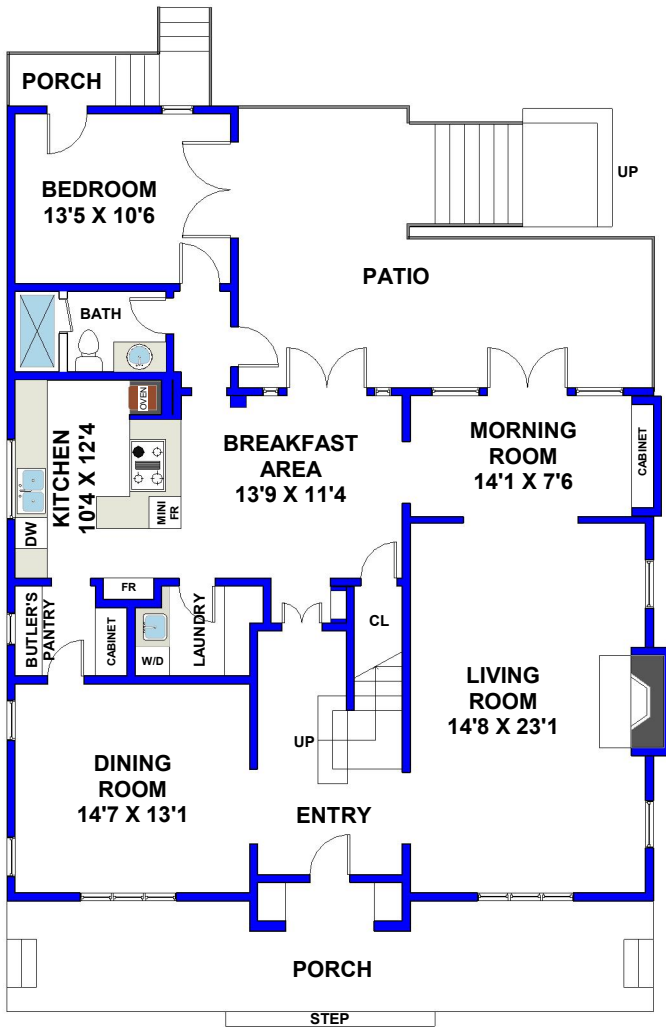 PORCH
BEDROOM
13'5 X 10'6
UP
PATIO
BATH
OVEN
KITCHEN
10'4 X 12'4
BREAKFAST
AREA
13'9 X 11'4
MORNING
ROOM
14'1 X 7'6
CABINET
MINI
FR
DW
FR
BUTLER'S
PANTRY
CABINET
W/D
LAUNDRY
CL
LIVING
ROOM
14'8 X 23'1
UP
DINING
ROOM
14'7 X 13'1
ENTRY
PORCH
STEP